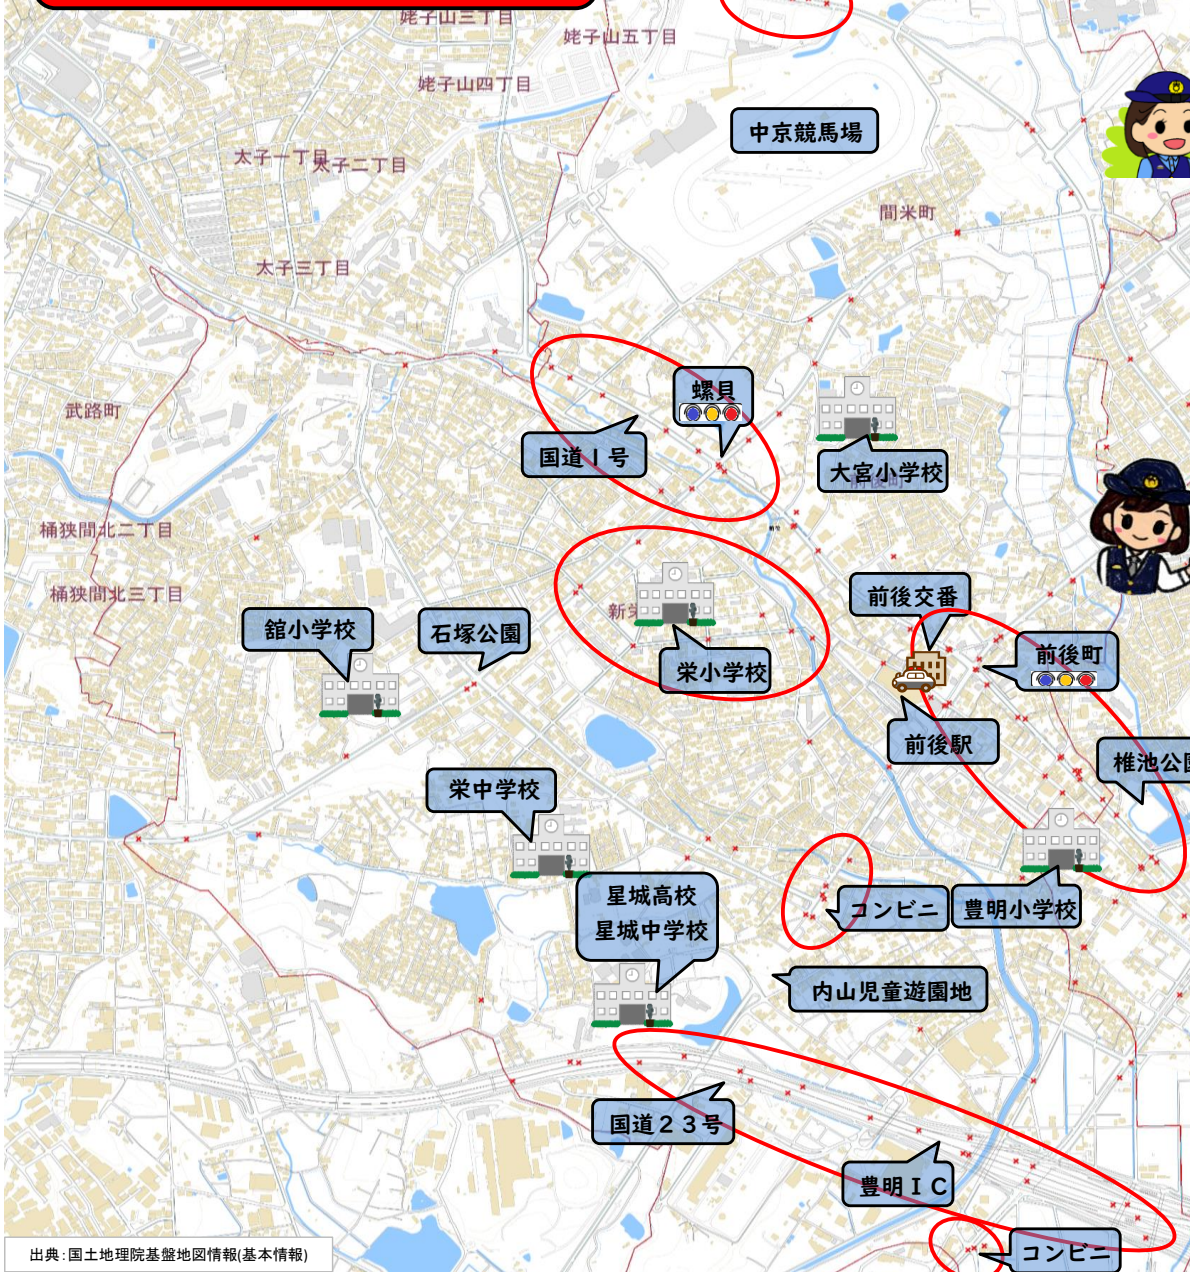 姥子山三丁目
姥子山五丁目
姥子山四丁目
中京競馬場
太子一丁目
太子二丁目
間米町
太子三丁目
螺貝
武路町
国道1号
大宮小学校
前後町
桶狭間北二丁目
桶狭間北三丁目
前後交番
新栄
舘小学校
石塚公園
栄小学校
前後町
前後駅
椎池公園
栄中学校
星城高校
星城中学校
コンビニ
豊明小学校
内山児童遊園地
国道23号
豊明IC
コンビニ
出典:国土地理院基盤地図情報(基本情報)